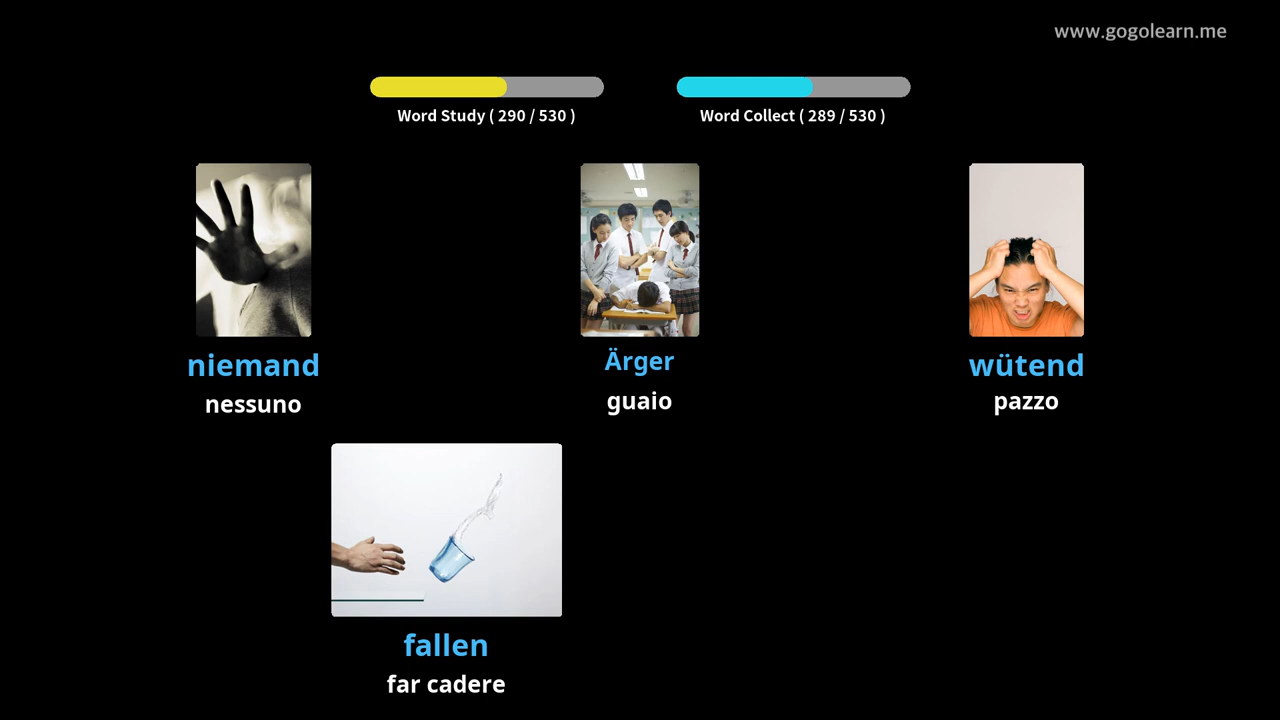 www.gogolearn.me
Word Study ( 290 / 530 )
Word Collect ( 289 / 530 )
niemand
nessuno
Ärger
guaio
wütend
pazzo
fallen
far cadere